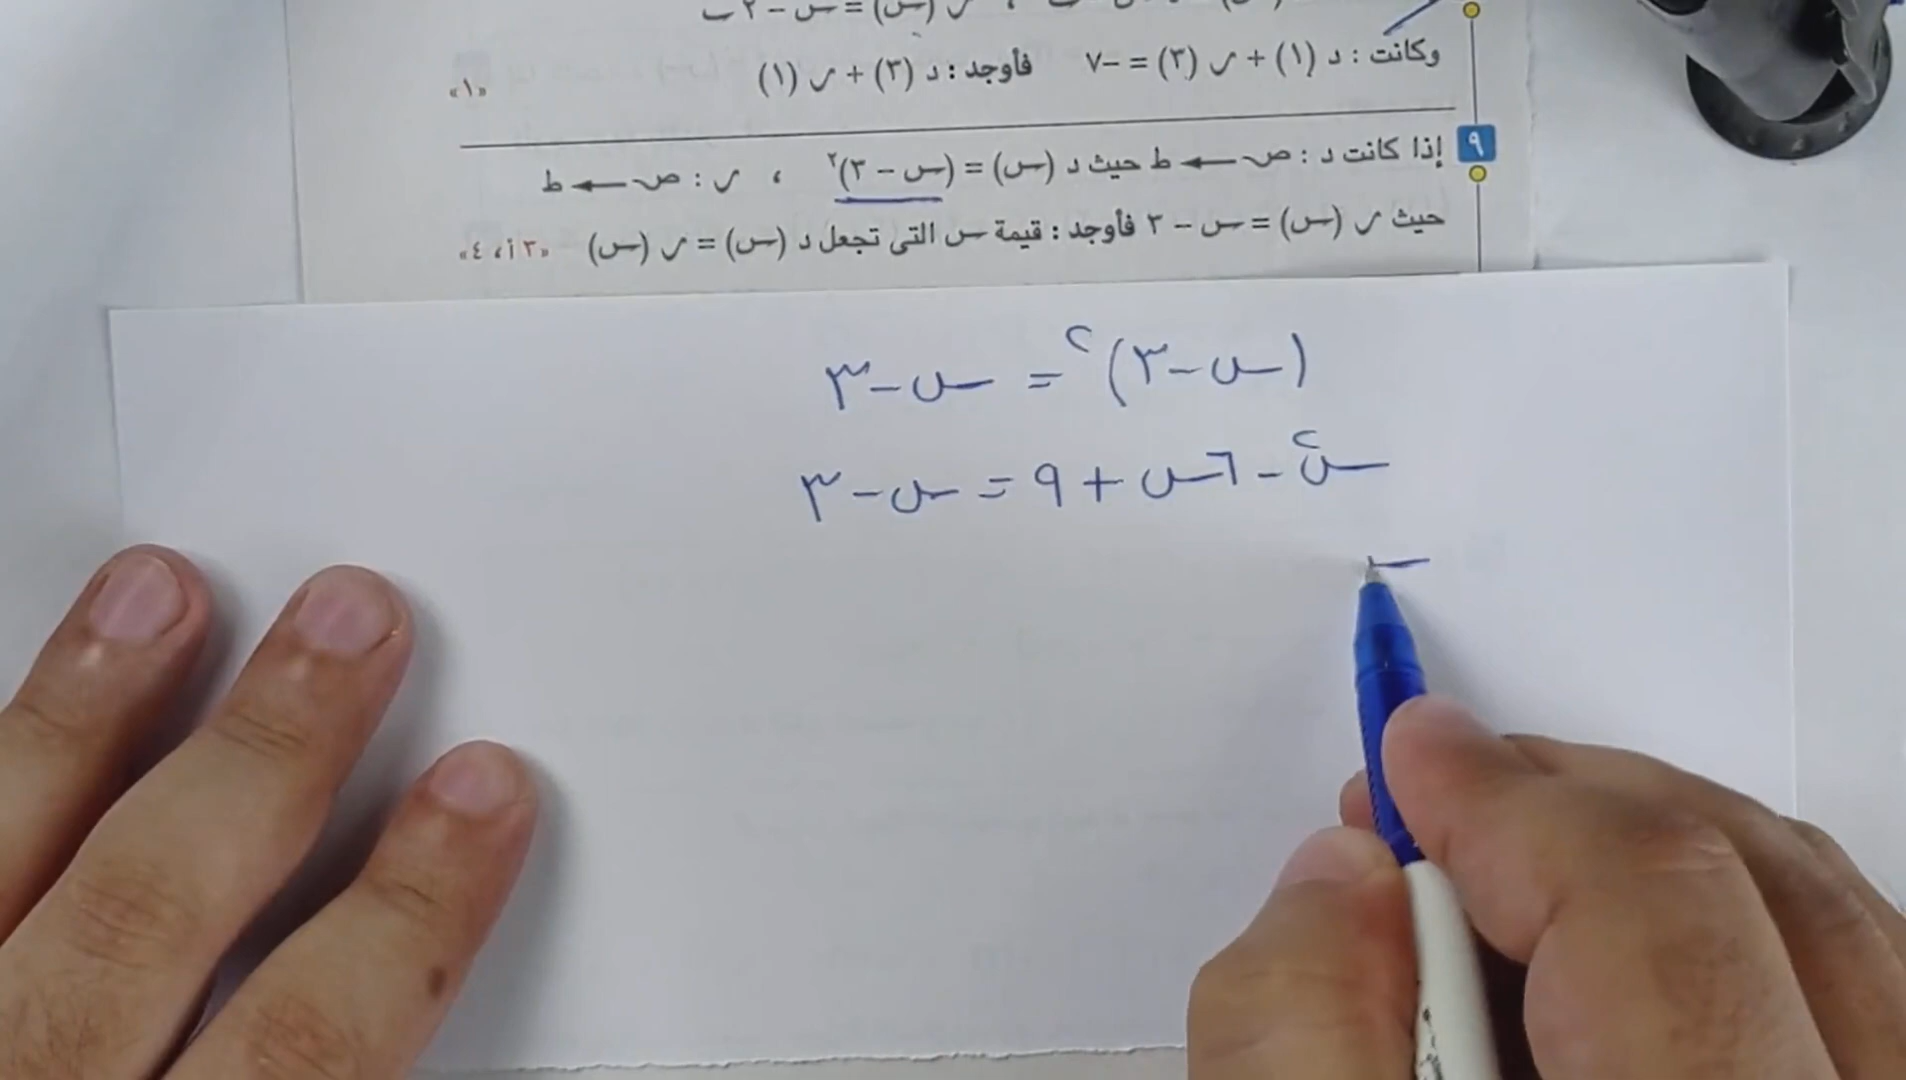 (س) = س – ٢
وكانت : د (١) + ر (٣) = –٧ فأوجد : د (٣) + ر (١) «١»
٩ إذا كانت د : ص ← ط حيث د (س) = (س – ٣)٢ ، ر : ص ← ط
حيث ر (س) = س – ٣ فأوجد : قيمة س التى تجعل د (س) = ر (س) «٣ أ، ٤»
(س – ٣)٢ = س – ٣
س٢ – ٦س + ٩ = س – ٣